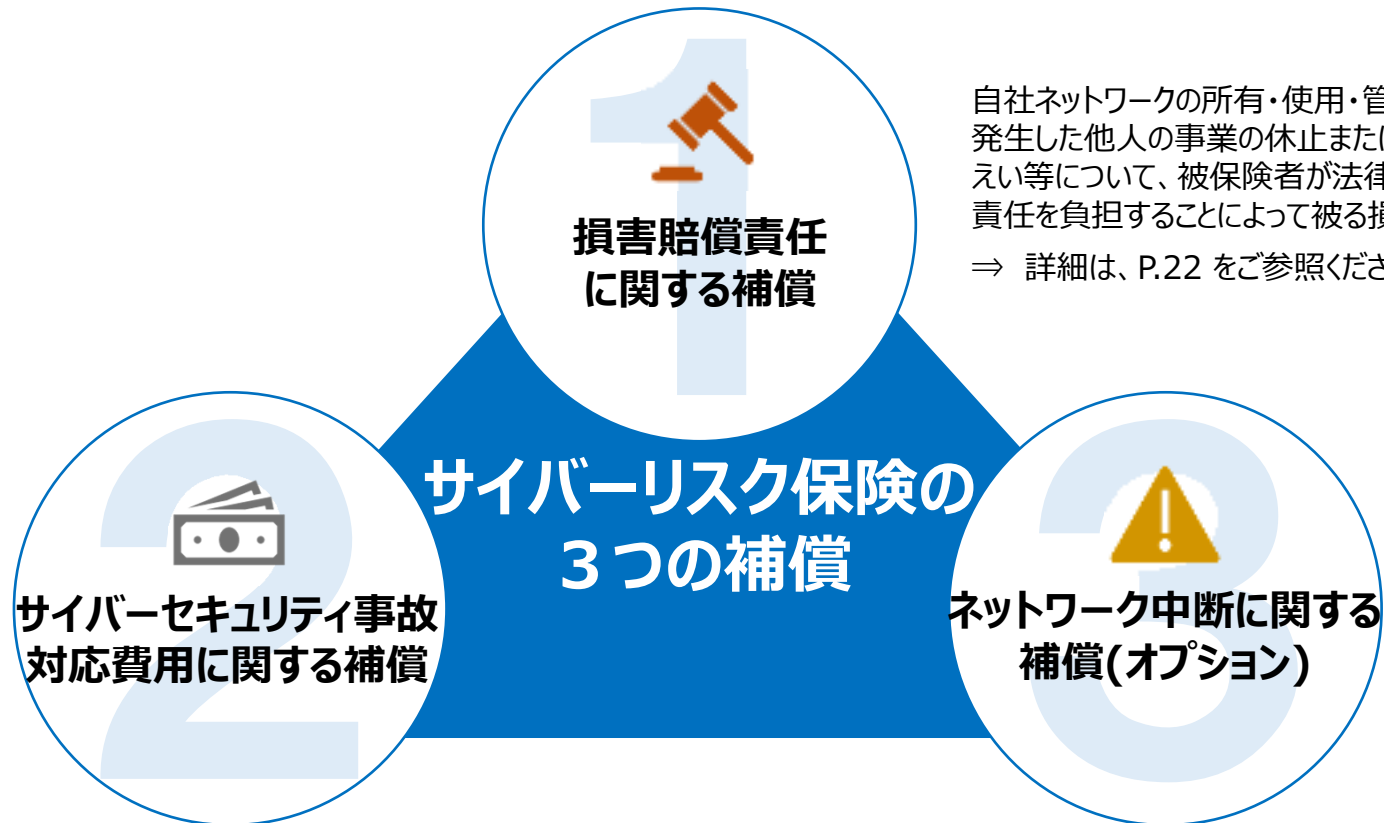 1
損害賠償責任
に関する補償
自社ネットワークの所有・使用・管
発生した他人の事業の休止または
えい等について、被保険者が法律
責任を負担することによって被る損
⇒ 詳細は、P.22 をご参照くださ
サイバーリスク保険の
３つの補償
2
サイバーセキュリティ事故
対応費用に関する補償
3
ネットワーク中断に関する
補償(オプション)